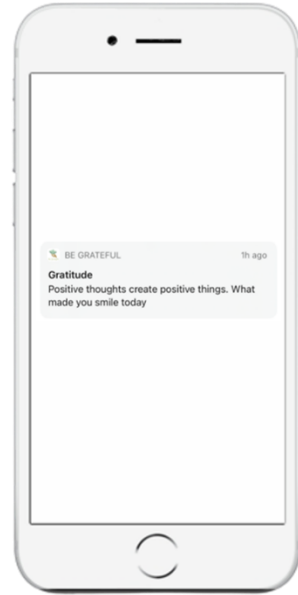 BE GRATEFUL 1h ago
Gratitude
Positive thoughts create positive things. What
made you smile today